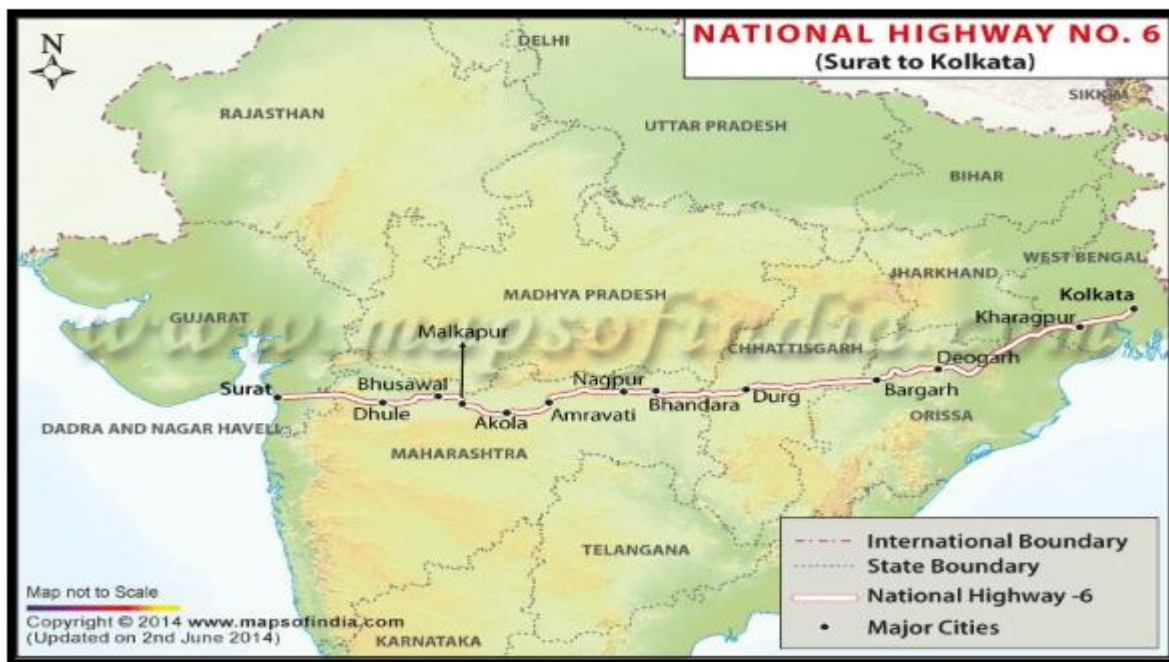 NATIONAL HIGHWAY NO. 6
(Surat to Kolkata)
N
DELHI
SIKKIM
RAJASTHAN
UTTAR PRADESH
BIHAR
WEST BENGAL
JHARKHAND
MADHYA PRADESH
Kolkata
GUJARAT
Kharagpur
www.mapsofindia.com
Malkapur
CHHATTISGARH
Deogarh
Surat
Bhusawal
Nagpur
Bargarh
Dhule
Akola
Amravati
Bhandara
Durg
ORISSA
DADRA AND NAGAR HAVELI
MAHARASHTRA
TELANGANA
KARNATAKA
International Boundary
State Boundary
National Highway -6
Major Cities
Map not to Scale
Copyright © 2014 www.mapsofindia.com
(Updated on 2nd June 2014)